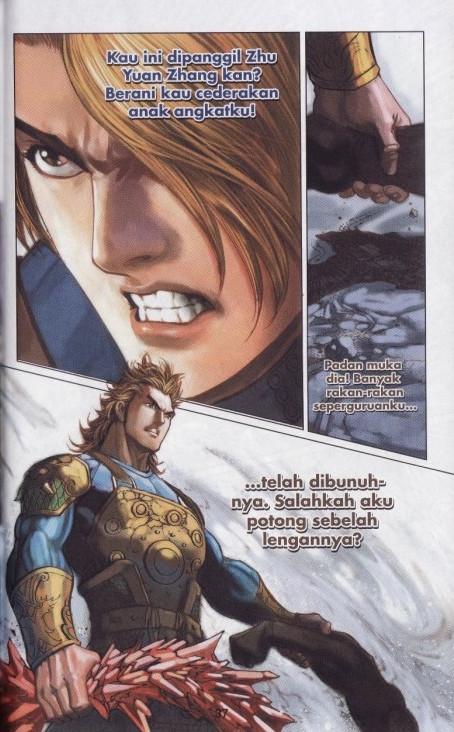 Kau ini dipanggil Zhu
Yuan Zhang kan?
Berani kau cederakan
anak angkatku!
Padan muka
dia! Banyak
rakan-rakan
seperguruanku...
...telah dibunuh-
nya. Salahkah aku
potong sebelah
lengannya?
37